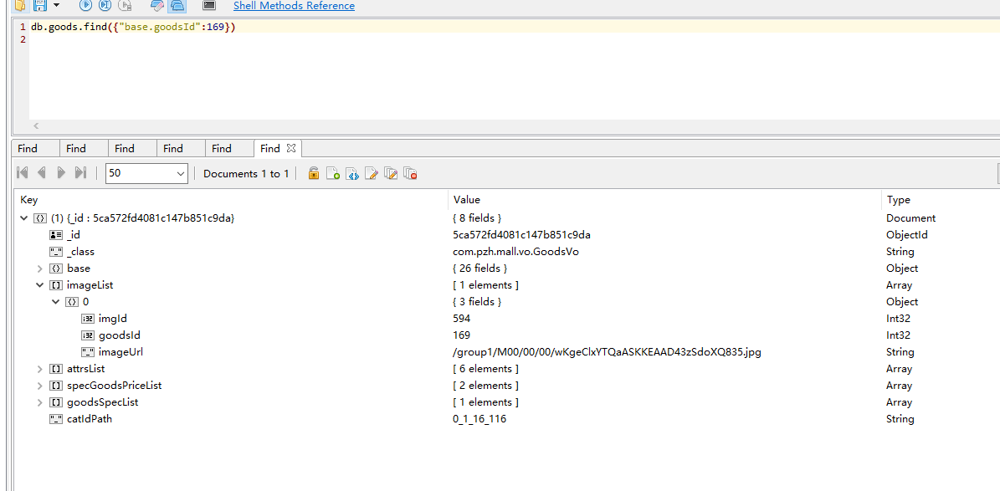 Shell Methods Reference
1 db.goods.find({"base.goodsId":169})
2
Find Find Find Find Find Find
50 Documents 1 to 1
Key Value Type
(1) {_id : 5ca572fd4081c147b851c9da} { 8 fields } Document
_id 5ca572fd4081c147b851c9da ObjectId
_class com.pzh.mall.vo.GoodsVo String
base { 26 fields } Object
imageList [ 1 elements ] Array
0 { 3 fields } Object
imgId 594 Int32
goodsId 169 Int32
imageUrl /group1/M00/00/00/wKgeClxYTQaASKKEAAD43zSdoXQ835.jpg String
attrsList [ 6 elements ] Array
specGoodsPriceList [ 2 elements ] Array
goodsSpecList [ 1 elements ] Array
catIdPath 0_1_16_116 String